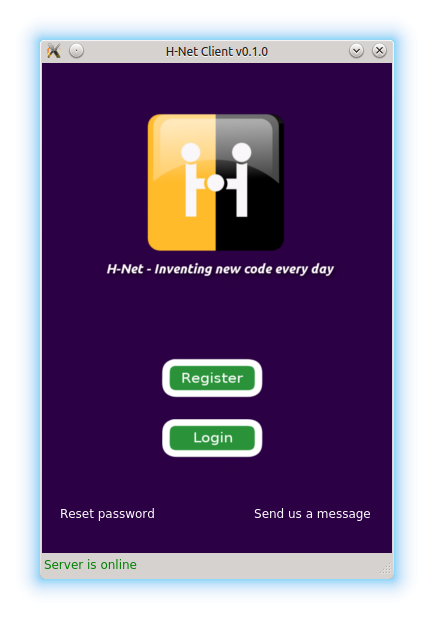 H-Net Client v0.1.0
H-Net - Inventing new code every day
Register
Login
Reset password
Send us a message
Server is online